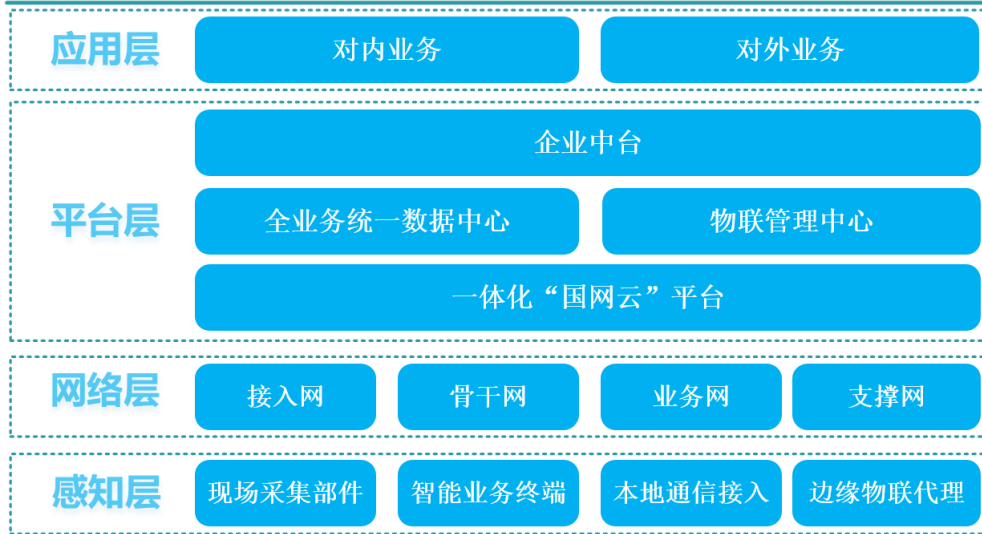 应用层
对内业务
对外业务
平台层
企业中台
全业务统一数据中心
物联管理中心
一体化“国网云”平台
网络层
接入网
骨干网
业务网
支撑网
感知层
现场采集部件
智能业务终端
本地通信接入
边缘物联代理